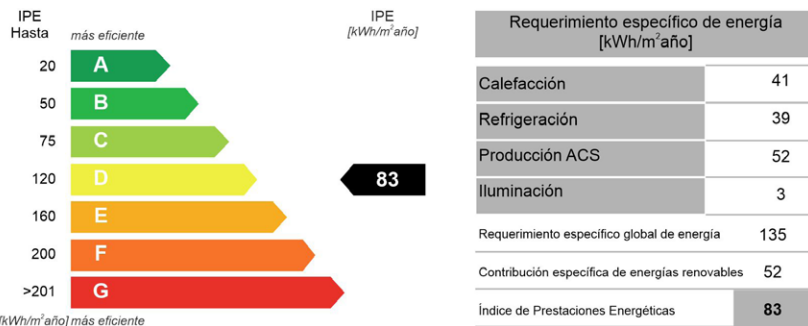 IPE
Hasta
más eficiente
IPE
[kWh/m²año]
20 A
50 B
75 C
120 D 83
160 E
200 F
>201 G
[kWh/m²año] más eficiente
Requerimiento específico de energía
[kWh/m²año]
Calefacción 41
Refrigeración 39
Producción ACS 52
Iluminación 3
Requerimiento específico global de energía 135
Contribución específica de energías renovables 52
Índice de Prestaciones Energéticas 83